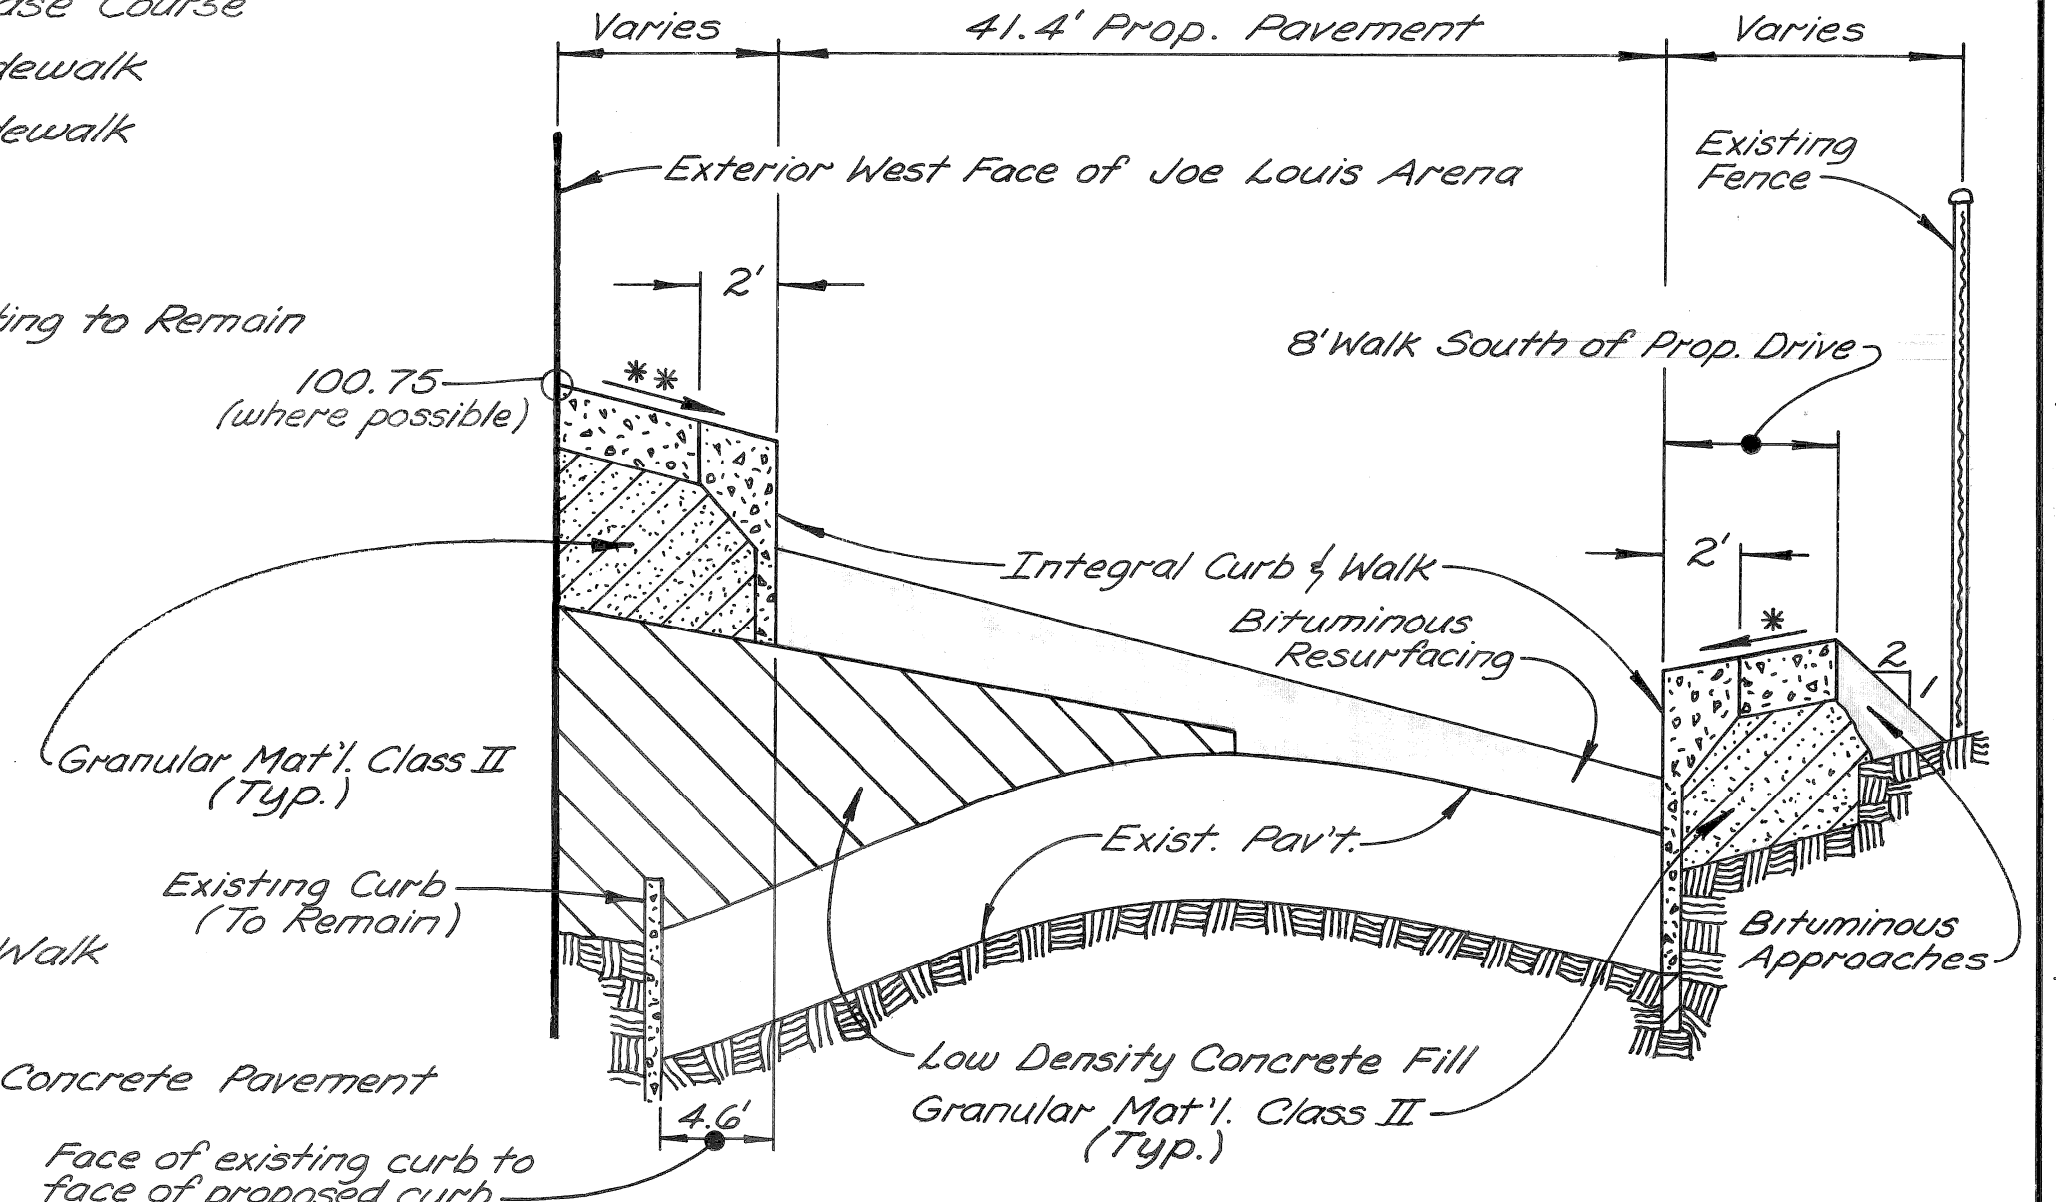 Course
Varies
41.4' Prop. Pavement
Varies
Exterior West Face of Joe Louis Arena
Existing
Fence
2'
to Remain
8' Walk South of Prop. Drive
100.75
(where possible)
**
2'
Integral Curb & Walk
Bituminous
Resurfacing
*
2
1
Granular Mat'l. Class II
(Typ.)
Exist. Pav't.
Existing Curb
(To Remain)
Bituminous
Approaches
Walk
Low Density Concrete Fill
Concrete Pavement
Granular Mat'l. Class II
(Typ.)
4.6'
Face of existing curb to
face of proposed curb